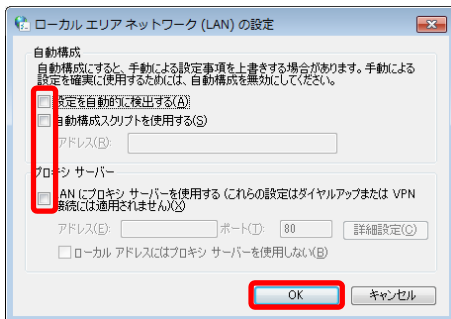 ローカル エリア ネットワーク (LAN) の設定
自動構成
自動構成にすると、手動による設定事項を上書きする場合があります。手動による
設定を確実に使用するためには、自動構成を無効にしてください。
設定を自動的に検出する(A)
自動構成スクリプトを使用する(S)
アドレス(R):
プロキシ サーバー
LAN にプロキシ サーバーを使用する (これらの設定はダイヤルアップまたは VPN
接続には適用されません)(X)
アドレス(E): ポート(T): 80 詳細設定(C)
ローカル アドレスにはプロキシ サーバーを使用しない(B)
OK キャンセル